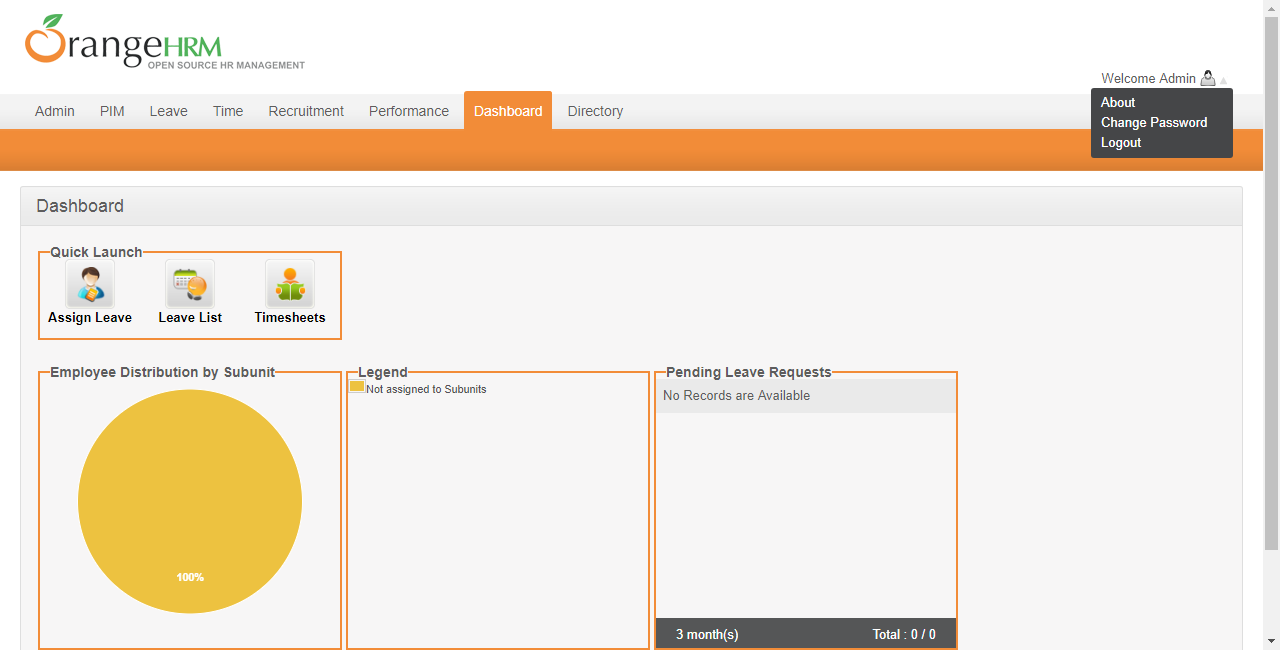 OrangeHRM
OPEN SOURCE HR MANAGEMENT
Welcome Admin
About
Change Password
Logout
Admin PIM Leave Time Recruitment Performance Dashboard Directory
Dashboard
Quick Launch
Assign Leave Leave List Timesheets
Employee Distribution by Subunit
100%
Legend
Not assigned to Subunits
Pending Leave Requests
No Records are Available
3 month(s) Total : 0 / 0